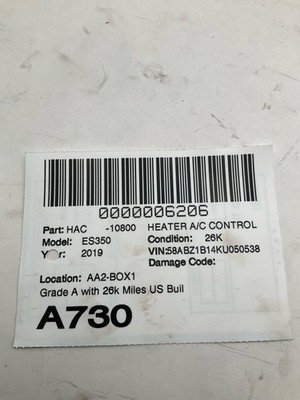 0000006206
Part: HAC -10800 HEATER A/C CONTROL
Model: ES350 Condition: 26K
Year: 2019 VIN:58ABZ1B14KU050538
Damage Code:
Location: AA2-BOX1
Grade A with 26k Miles US Buil
A730